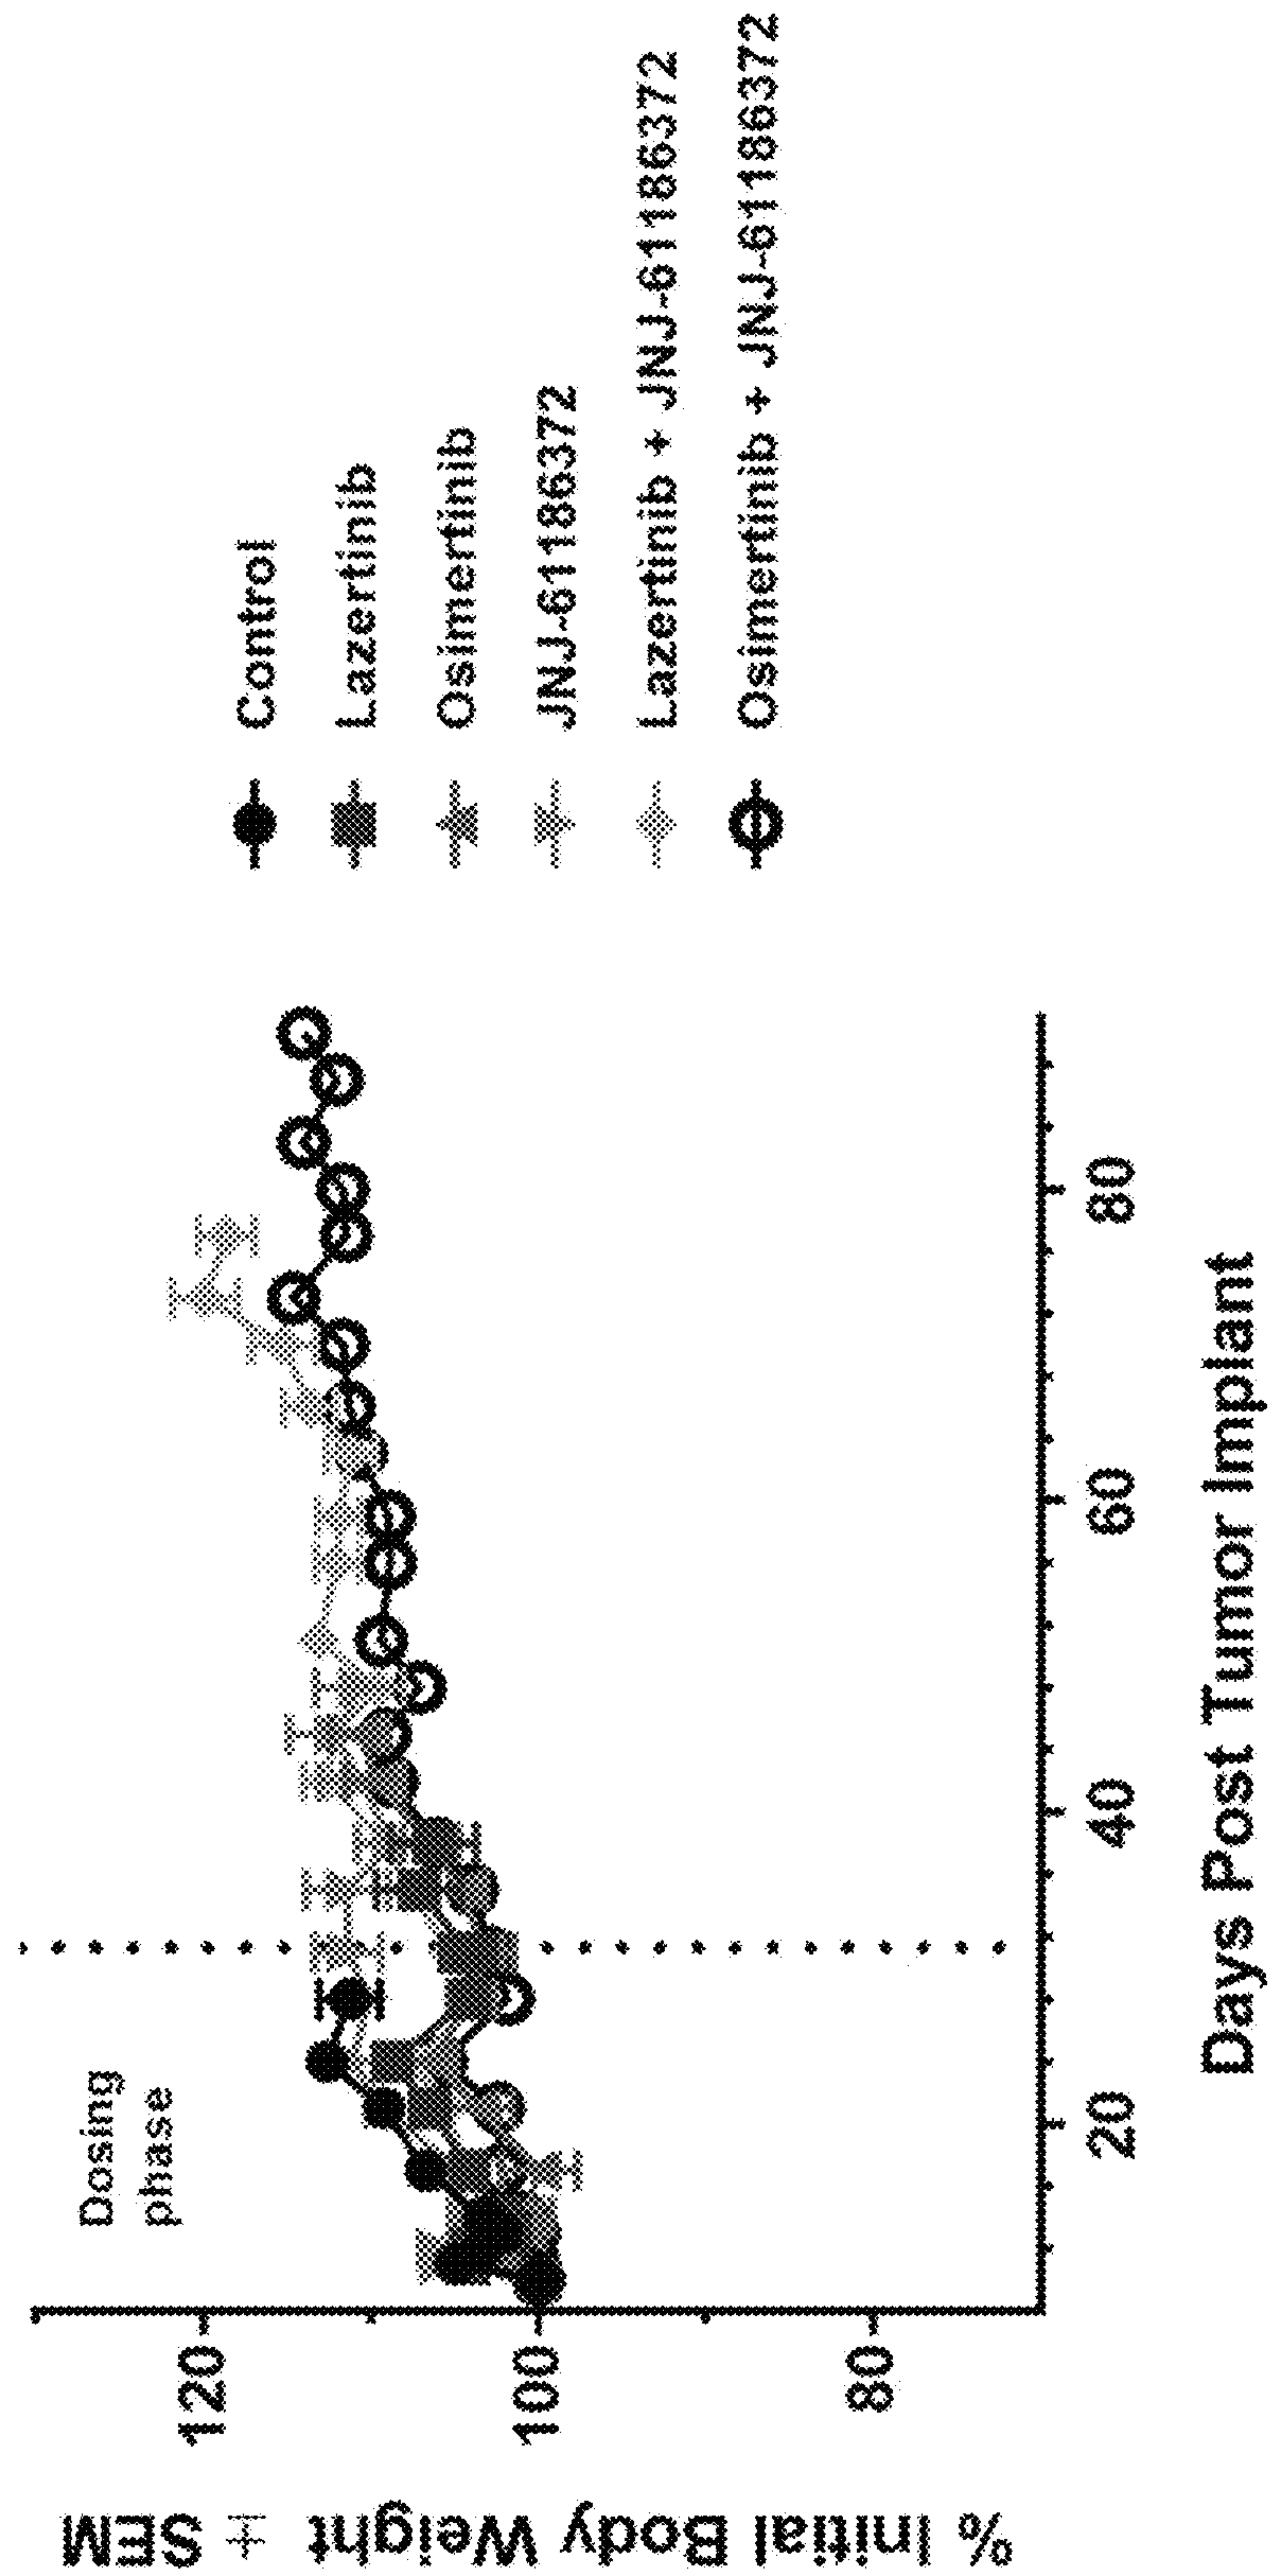 % Initial Body Weight ± SEM
120
100
80
Dosing
phase
20
40
60
80
Days Post Tumor Implant
Control
Lazertinib
Osimertinib
JNJ-61186372
Lazertinib + JNJ-61186372
Osimertinib + JNJ-61186372